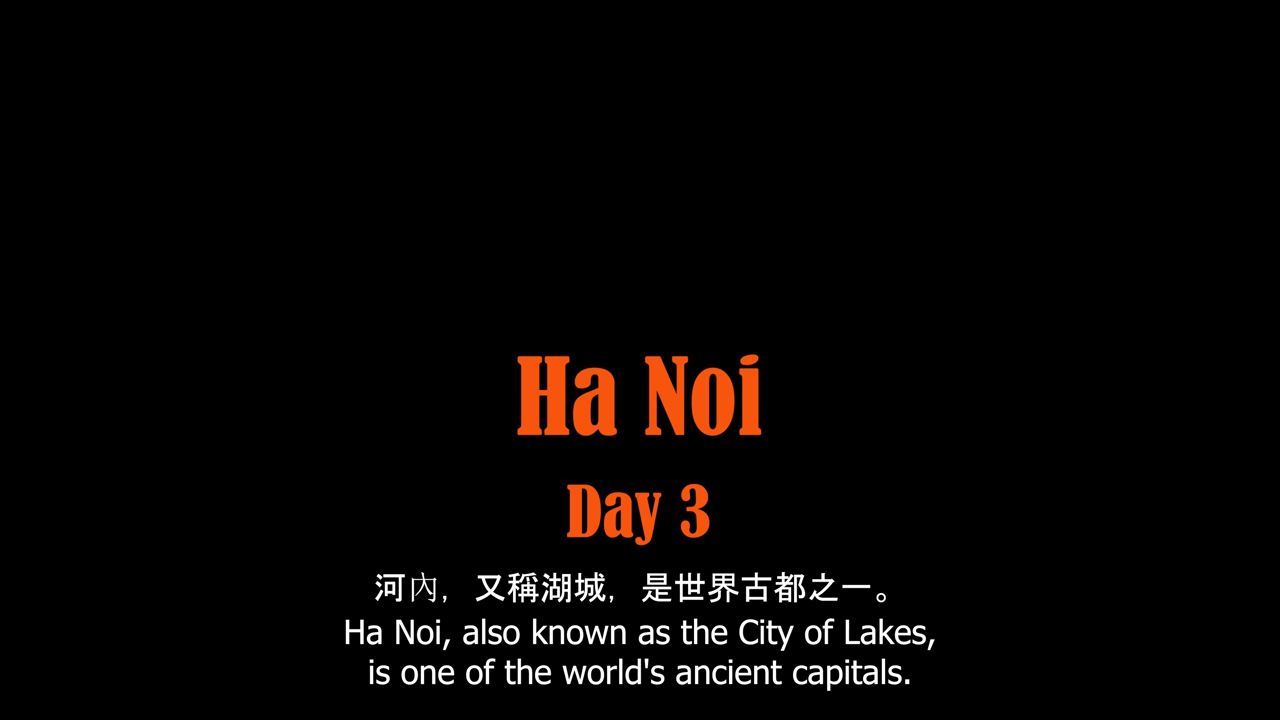 Ha Noi
Day 3
河內，又稱湖城，是世界古都之一。
Ha Noi, also known as the City of Lakes,
is one of the world's ancient capitals.